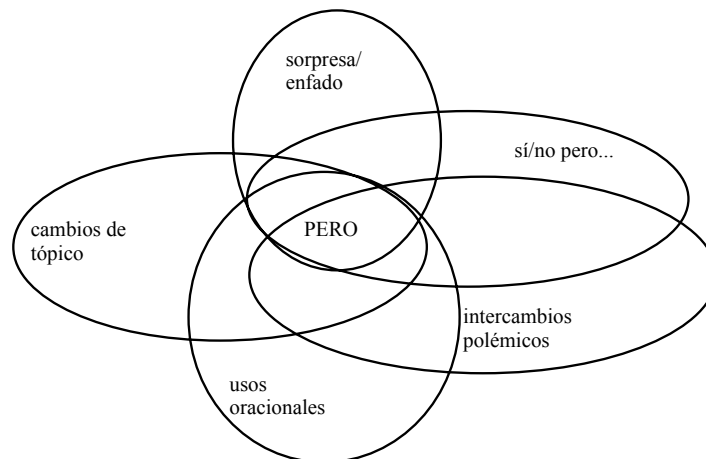 sorpresa/
enfado
sí/no pero...
cambios de
tópico
PERO
intercambios
polémicos
usos
oracionales